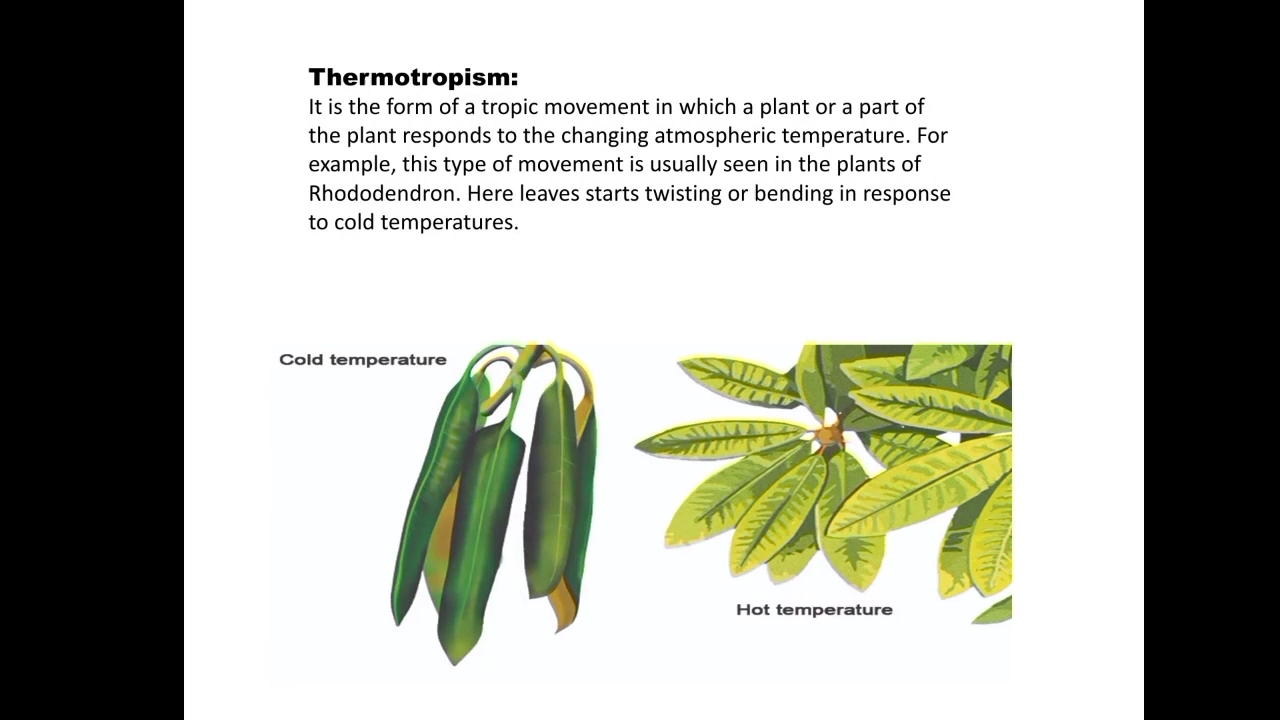 Thermotropism:
It is the form of a tropic movement in which a plant or a part of
the plant responds to the changing atmospheric temperature. For
example, this type of movement is usually seen in the plants of
Rhododendron. Here leaves starts twisting or bending in response
to cold temperatures.
Cold temperature
Hot temperature